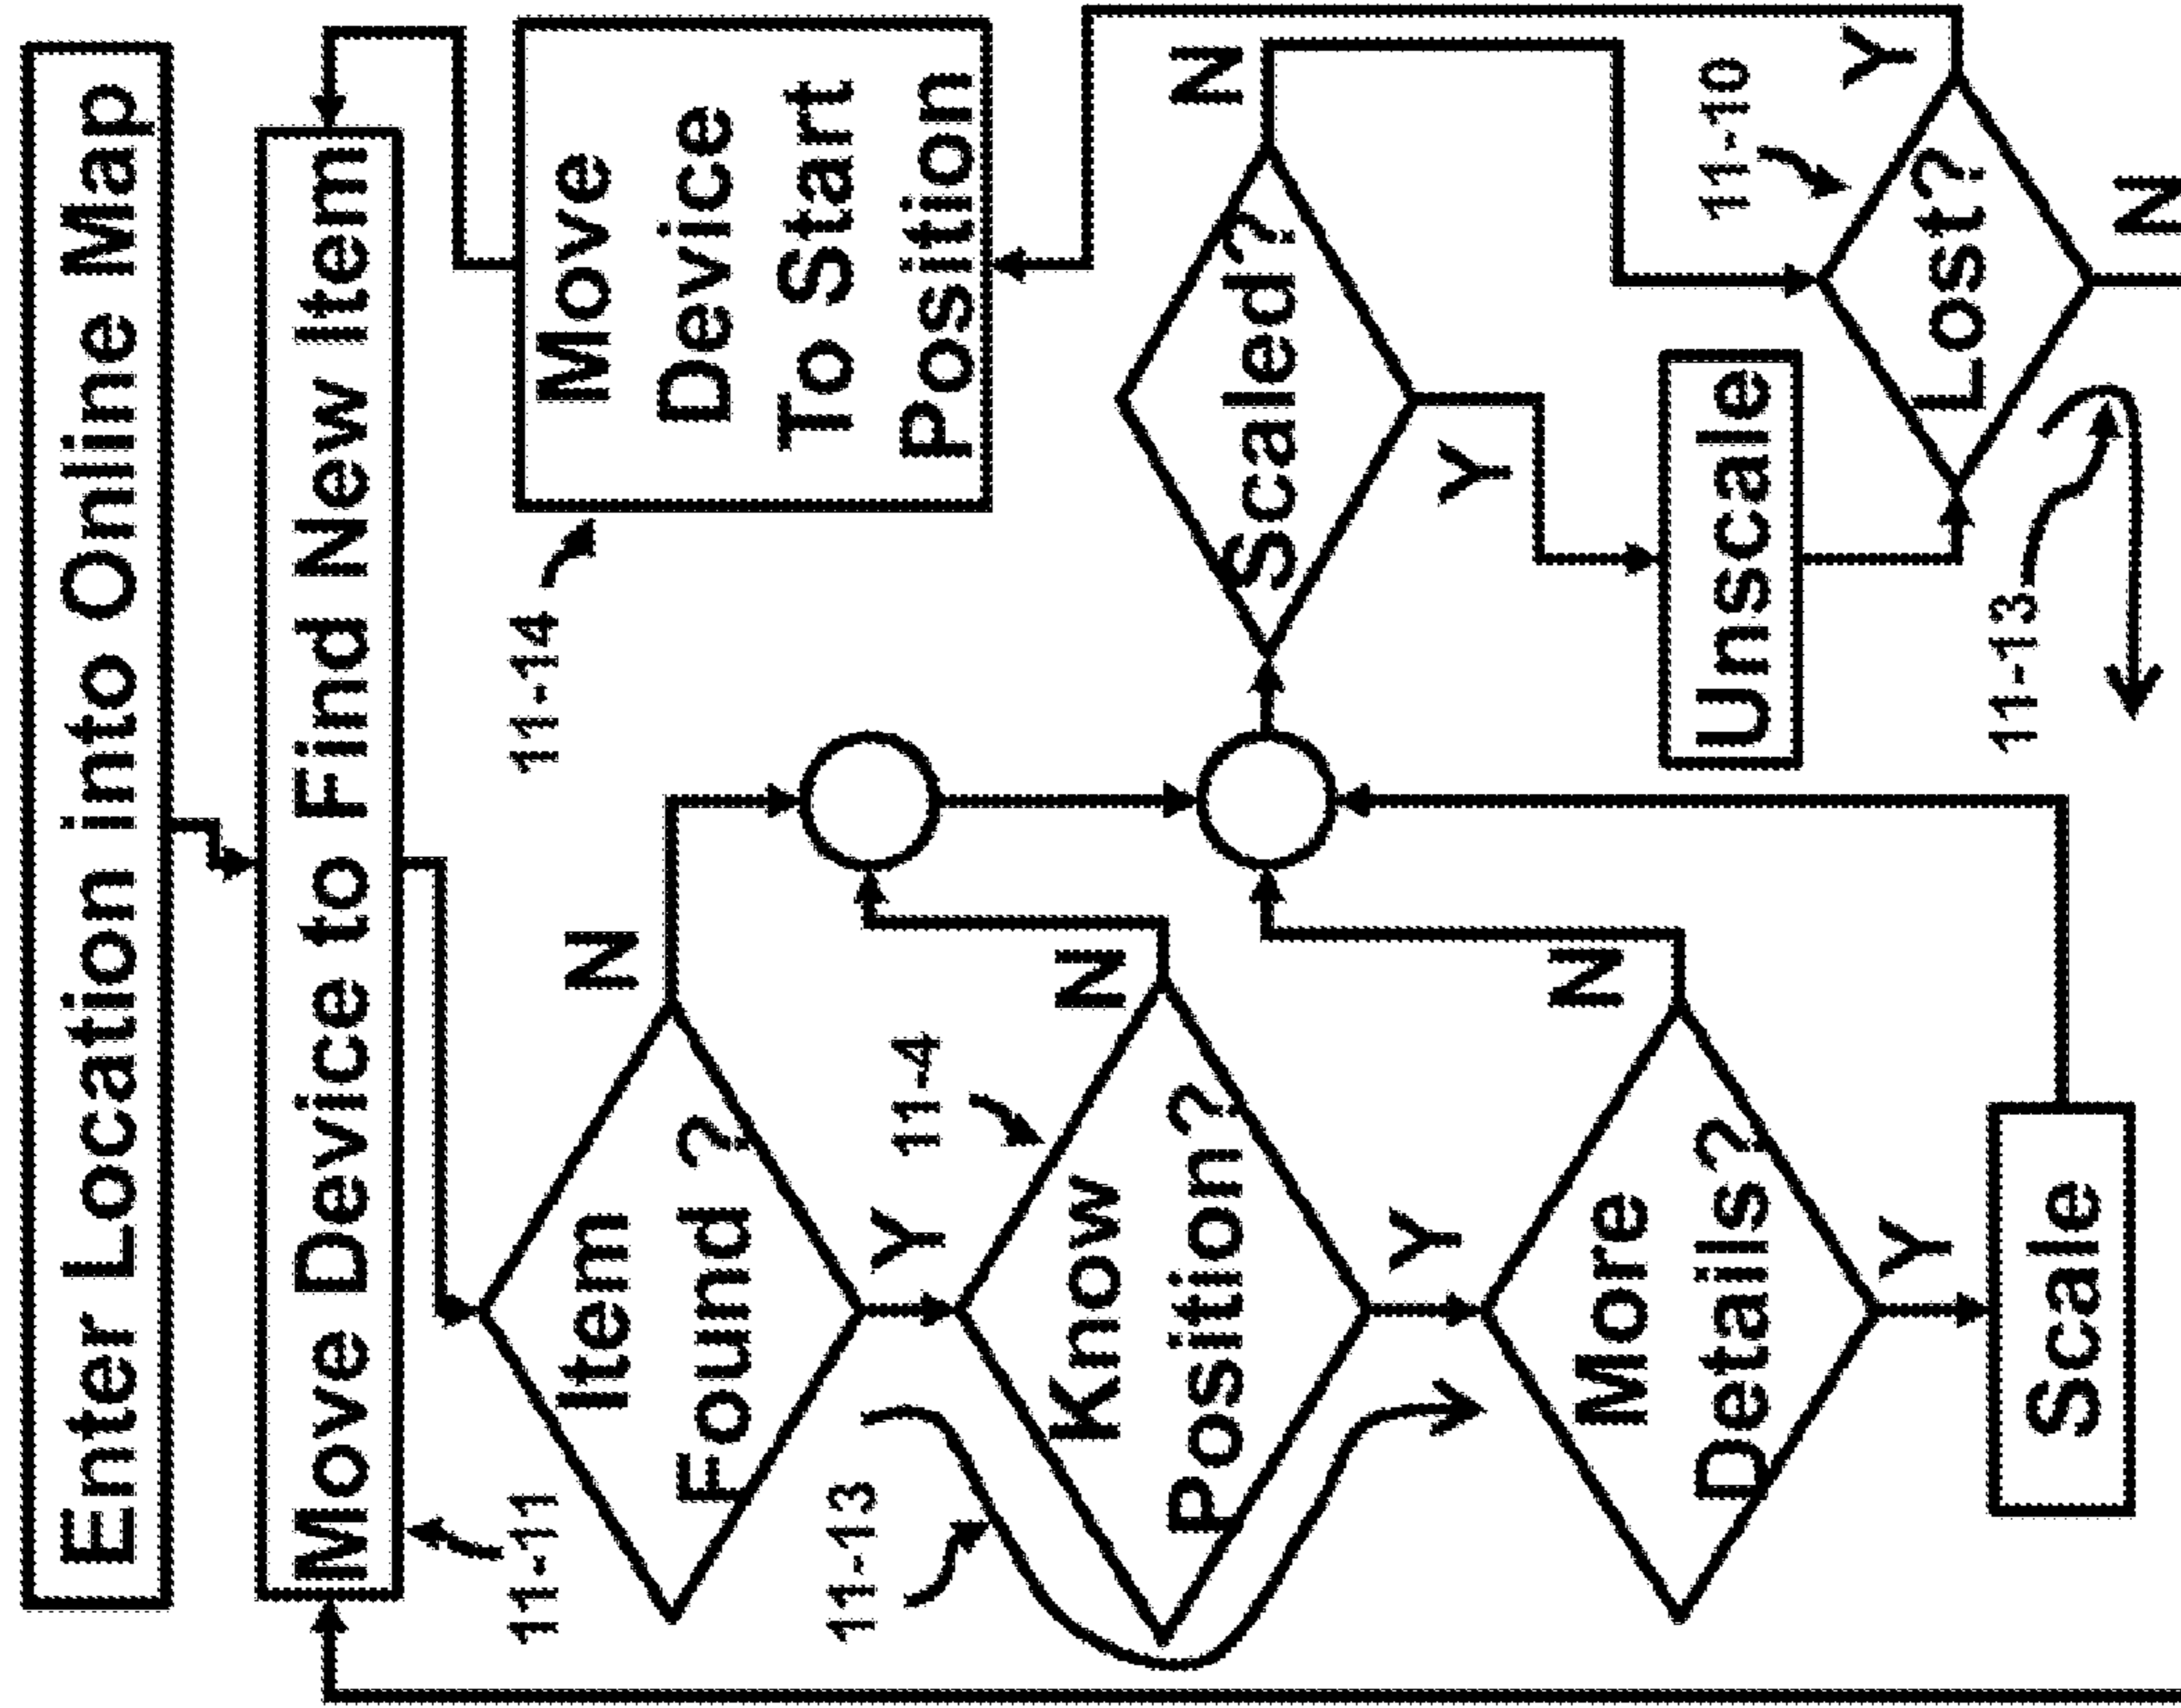 Enter Location into Online Map
Move Device to Find New Item
11-11
11-14
Move
Device
To Start
Position
Item
Found ?
N
Y
11-13
11-4
Know
Position?
N
Y
More
Details?
N
Y
Scale
Scaled?
N
Y
Unscale
11-10
Lost?
Y
N
11-13